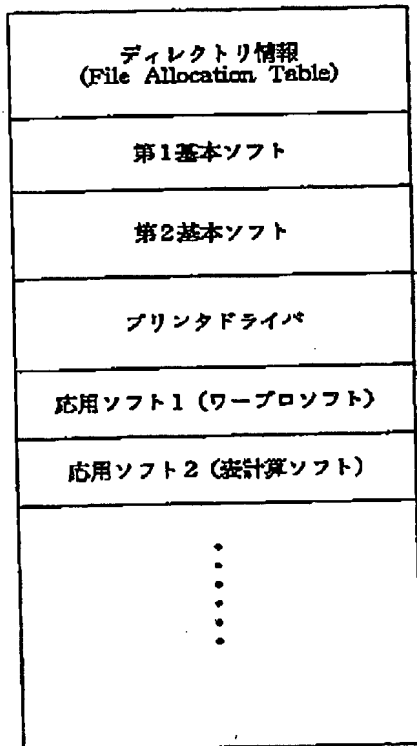 ディレクトリ情報
(File Allocation Table)
第1基本ソフト
第2基本ソフト
プリンタドライバ
応用ソフト1(ワープロソフト)
応用ソフト2(表計算ソフト)